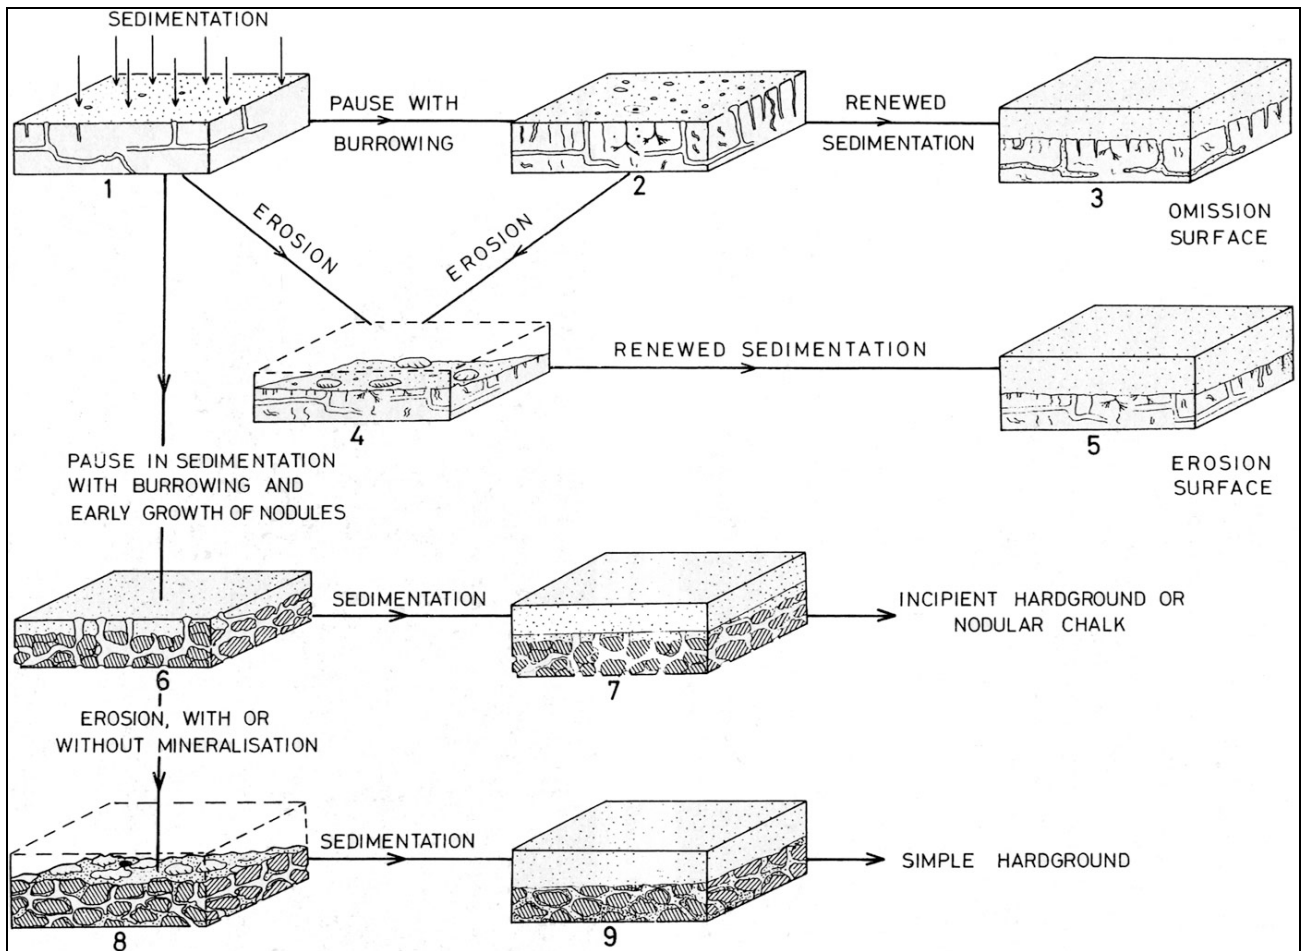 SEDIMENTATION
1
PAUSE WITH
BURROWING
2
RENEWED
SEDIMENTATION
3
OMISSION
SURFACE
EROSION
EROSION
4
RENEWED SEDIMENTATION
5
EROSION
SURFACE
PAUSE IN SEDIMENTATION
WITH BURROWING AND
EARLY GROWTH OF NODULES
6
SEDIMENTATION
7
INCIPIENT HARDGROUND OR
NODULAR CHALK
EROSION, WITH OR
WITHOUT MINERALISATION
8
SEDIMENTATION
9
SIMPLE HARDGROUND